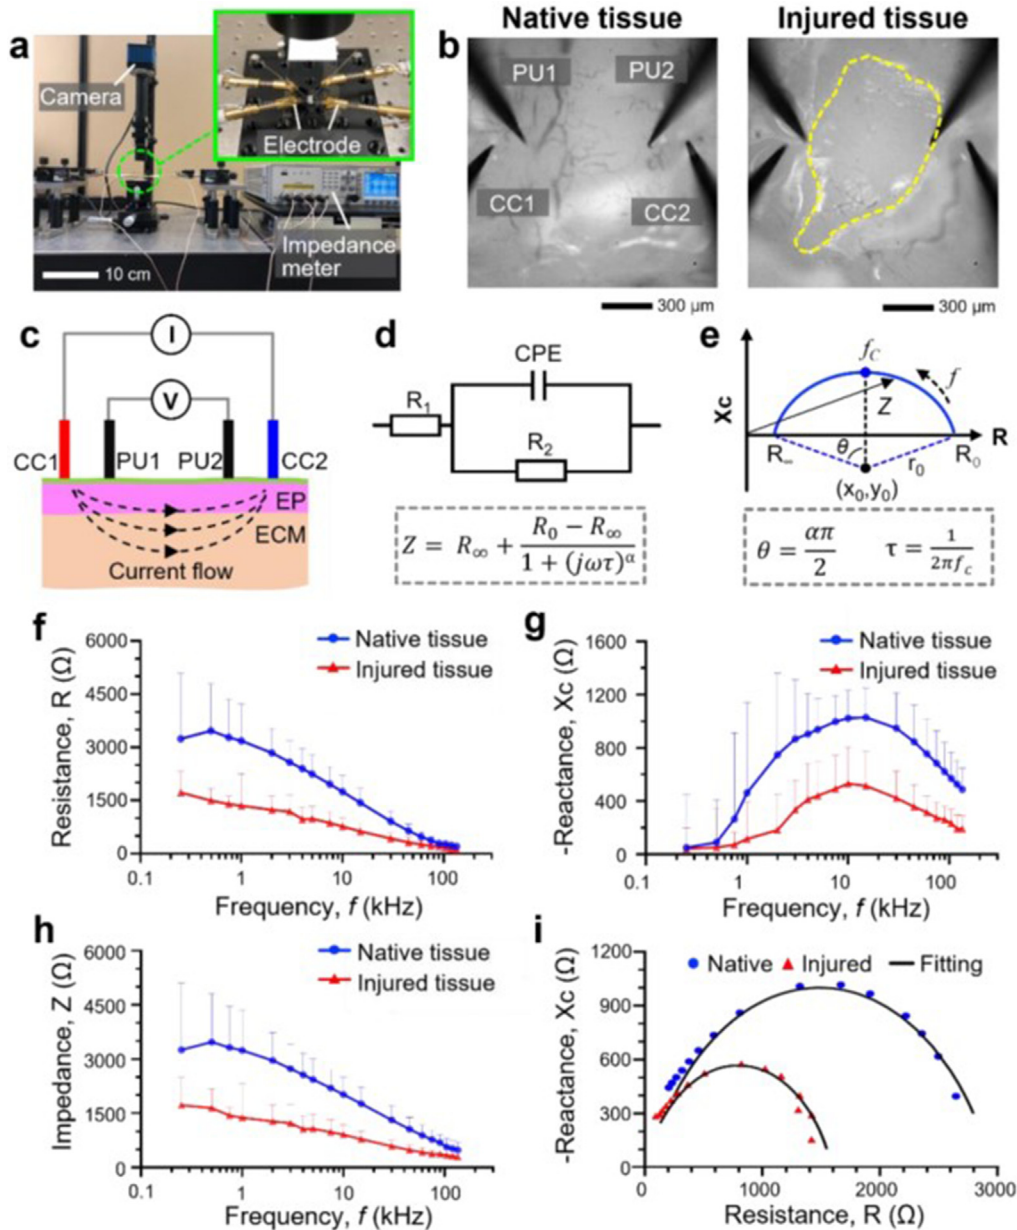 a
Camera
Electrode
Impedance
meter
10 cm
b
Native tissue
Injured tissue
PU1
PU2
CC1
CC2
300 µm
300 µm
c
I
V
CC1
PU1
PU2
CC2
EP
ECM
Current flow
d
CPE
R₁
R₂
Z = R∞ + (R₀ − R∞) / (1 + (jωτ)^α)
e
Xc
f_C
f
Z
R
θ
r₀
R∞
R₀
(x₀,y₀)
θ = απ/2
τ = 1/(2πf_c)
f
Native tissue
Injured tissue
Resistance, R (Ω)
6000
4500
3000
1500
0
0.1
1
10
100
Frequency, f (kHz)
g
Native tissue
Injured tissue
-Reactance, Xc (Ω)
1600
1200
800
400
0
0.1
1
10
100
Frequency, f (kHz)
h
Native tissue
Injured tissue
Impedance, Z (Ω)
6000
4500
3000
1500
0
0.1
1
10
100
Frequency, f (kHz)
i
Native
Injured
Fitting
-Reactance, Xc (Ω)
1200
900
600
300
0
0
1000
2000
3000
Resistance, R (Ω)